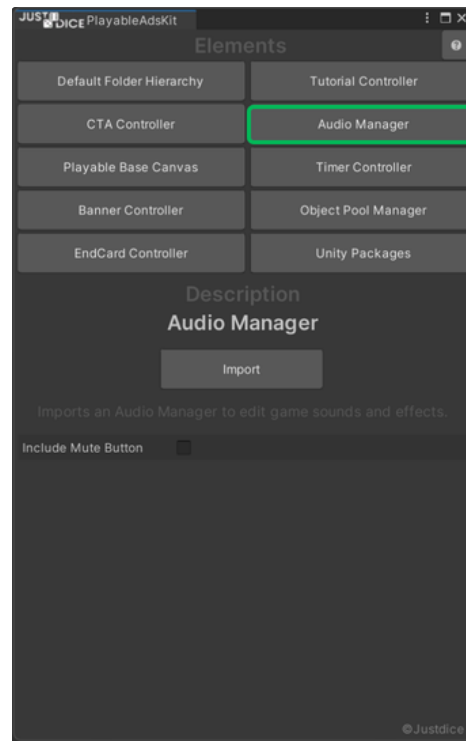 JUST DICE PlayableAdsKit
Elements
?
Default Folder Hierarchy
Tutorial Controller
CTA Controller
Audio Manager
Playable Base Canvas
Timer Controller
Banner Controller
Object Pool Manager
EndCard Controller
Unity Packages
Description
Audio Manager
Import
Imports an Audio Manager to edit game sounds and effects.
Include Mute Button
©Justdice